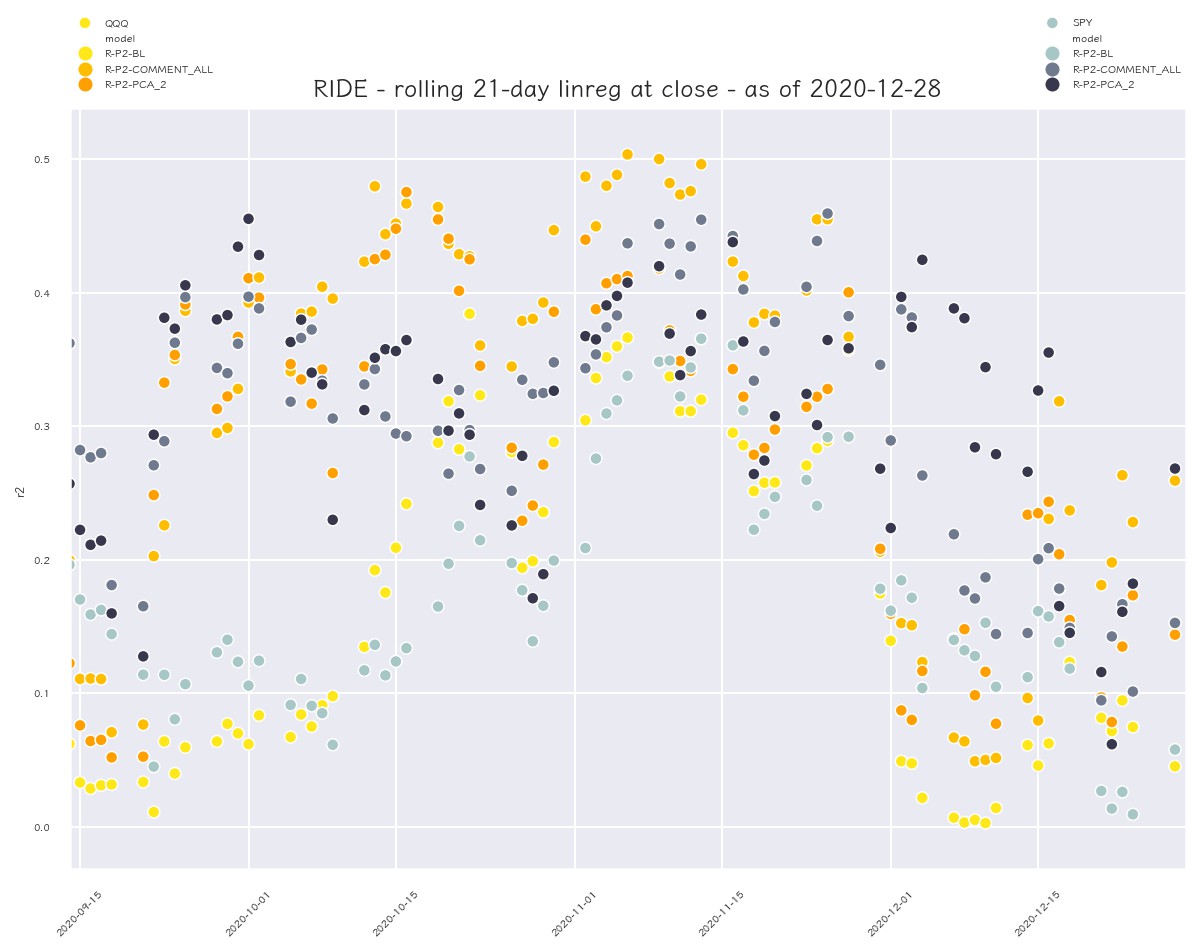 QQQ
model
R-P2-BL
R-P2-COMMENT_ALL
R-P2-PCA_2
SPY
model
R-P2-BL
R-P2-COMMENT_ALL
R-P2-PCA_2
RIDE - rolling 21-day linreg at close - as of 2020-12-28
0.5
0.4
0.3
0.2
0.1
0.0
r2
2020-09-15
2020-10-01
2020-10-15
2020-11-01
2020-11-15
2020-12-01
2020-12-15